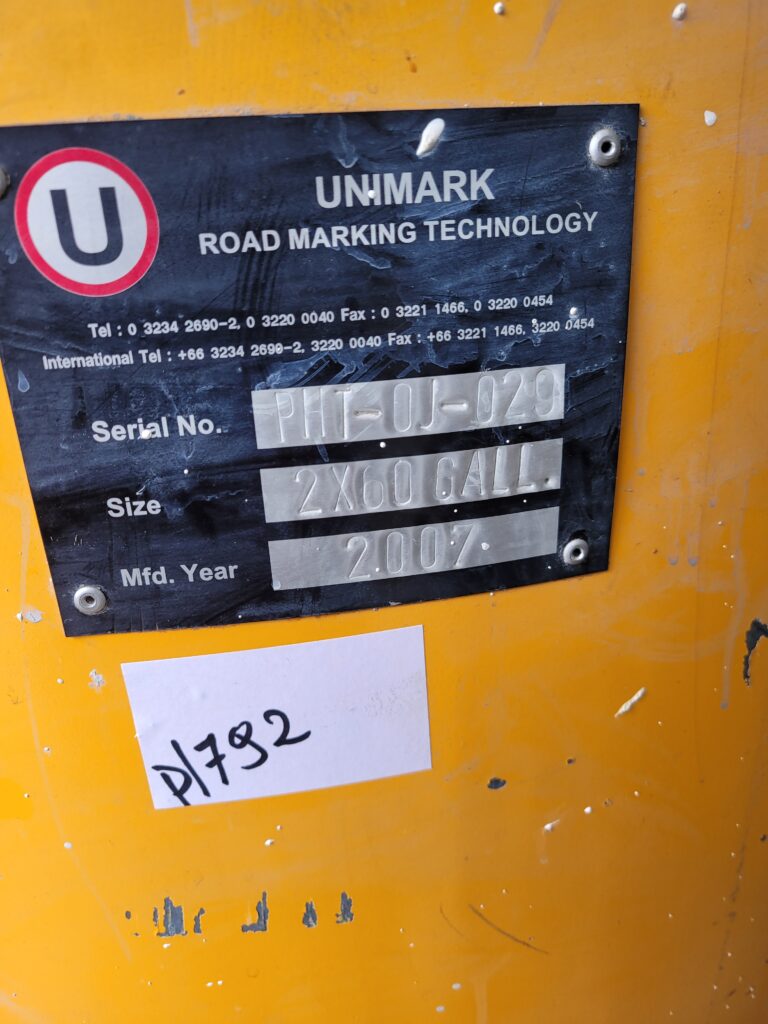 U
UNIMARK
ROAD MARKING TECHNOLOGY
Tel : 0 3234 2690-2, 0 3220 0040 Fax : 0 3221 1466, 0 3220 0454
International Tel : +66 3234 2690-2, 3220 0040 Fax : +66 3221 1466, 3220 0454
Serial No. PHT-0J-029
Size 2X60 GALL.
Mfd. Year 2007
P/792